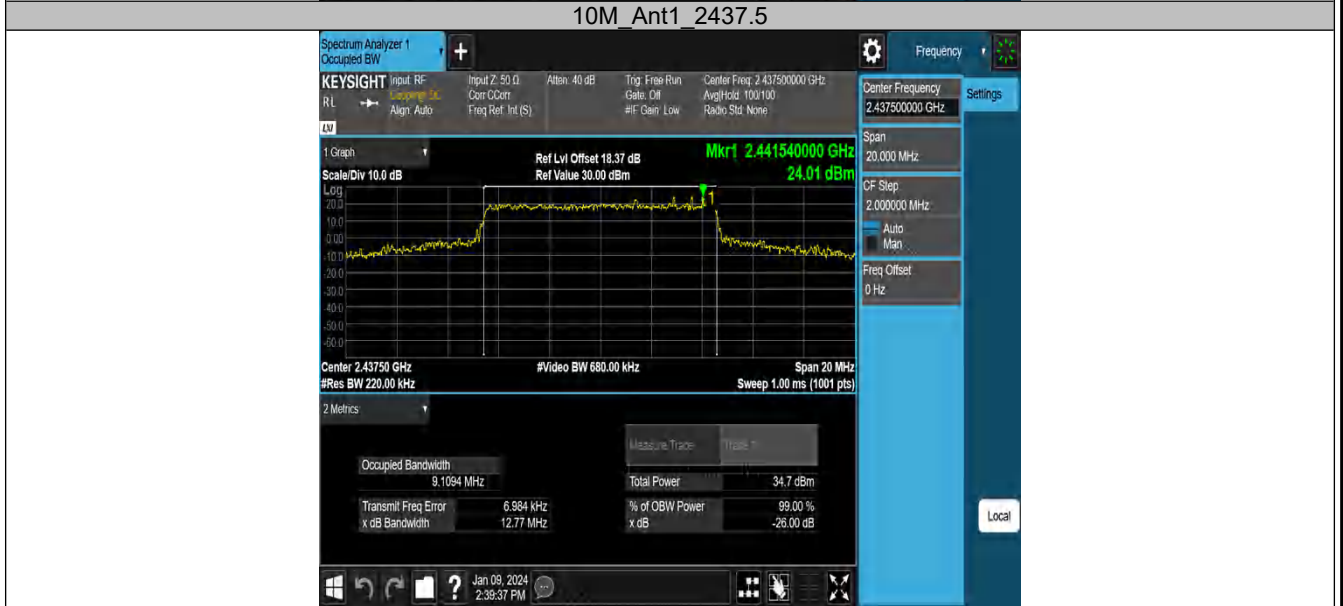 10M_Ant1_2437.5
Spectrum Analyzer 1
Occupied BW
+
Frequency
KEYSIGHT
Input: RF
Coupling: DC
Align: Auto
RL
LXI
Input Z: 50 Ω
Corr CCorr
Freq Ref: Int (S)
Atten: 40 dB
Trig: Free Run
Gate: Off
#IF Gain: Low
Center Freq: 2.437500000 GHz
Avg|Hold: 100/100
Radio Std: None
Center Frequency
2.437500000 GHz
Settings
Span
20.000 MHz
CF Step
2.000000 MHz
Auto
Man
Freq Offset
0 Hz
1 Graph
Scale/Div 10.0 dB
Ref Lvl Offset 18.37 dB
Ref Value 30.00 dBm
Mkr1 2.441540000 GHz
24.01 dBm
Log
20.0
10.0
0.00
-10.0
-20.0
-30.0
-40.0
-50.0
-60.0
1
Center 2.43750 GHz
#Res BW 220.00 kHz
#Video BW 680.00 kHz
Span 20 MHz
Sweep 1.00 ms (1001 pts)
2 Metrics
Measure Trace
Trace 1
Occupied Bandwidth
9.1094 MHz
Total Power 34.7 dBm
Transmit Freq Error 6.984 kHz
% of OBW Power 99.00 %
x dB Bandwidth 12.77 MHz
x dB -26.00 dB
Local
?
Jan 09, 2024
2:39:37 PM